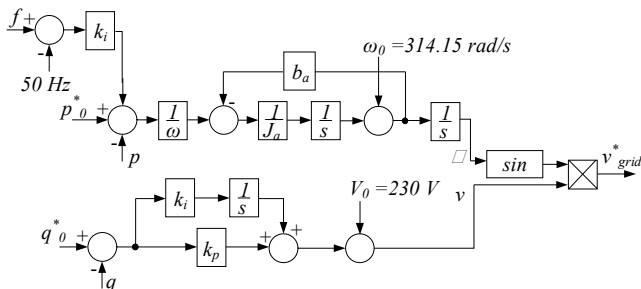 f + k_i
-
50 Hz
b_a
ω_0 =314.15 rad/s
p*_0 + 1/ω - 1/J_a 1/s 1/s
- p
sin v*_grid
k_i 1/s V_0 =230 V v
q*_0 + k_p + +
- q